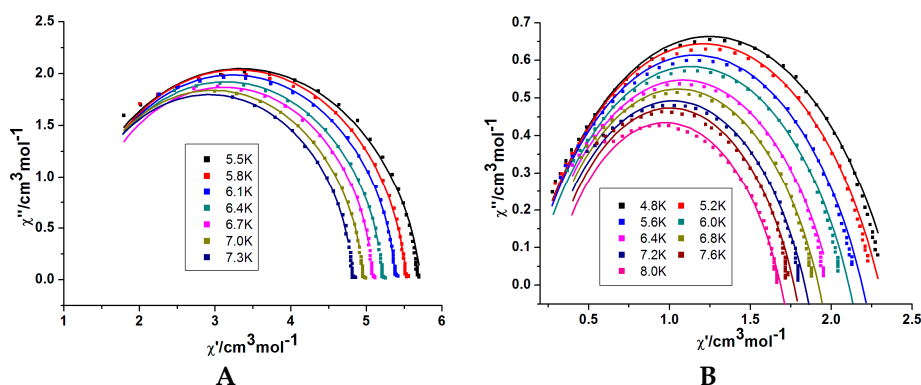 A
B
χ''/cm³mol⁻¹
2.5
2.0
1.5
1.0
0.5
0.0
5.5K
5.8K
6.1K
6.4K
6.7K
7.0K
7.3K
1 2 3 4 5 6
χ'/cm³mol⁻¹
A
χ''/cm³mol⁻¹
0.7
0.6
0.5
0.4
0.3
0.2
0.1
0.0
4.8K 5.2K
5.6K 6.0K
6.4K 6.8K
7.2K 7.6K
8.0K
0.5 1.0 1.5 2.0 2.5
χ'/cm³mol⁻¹
B